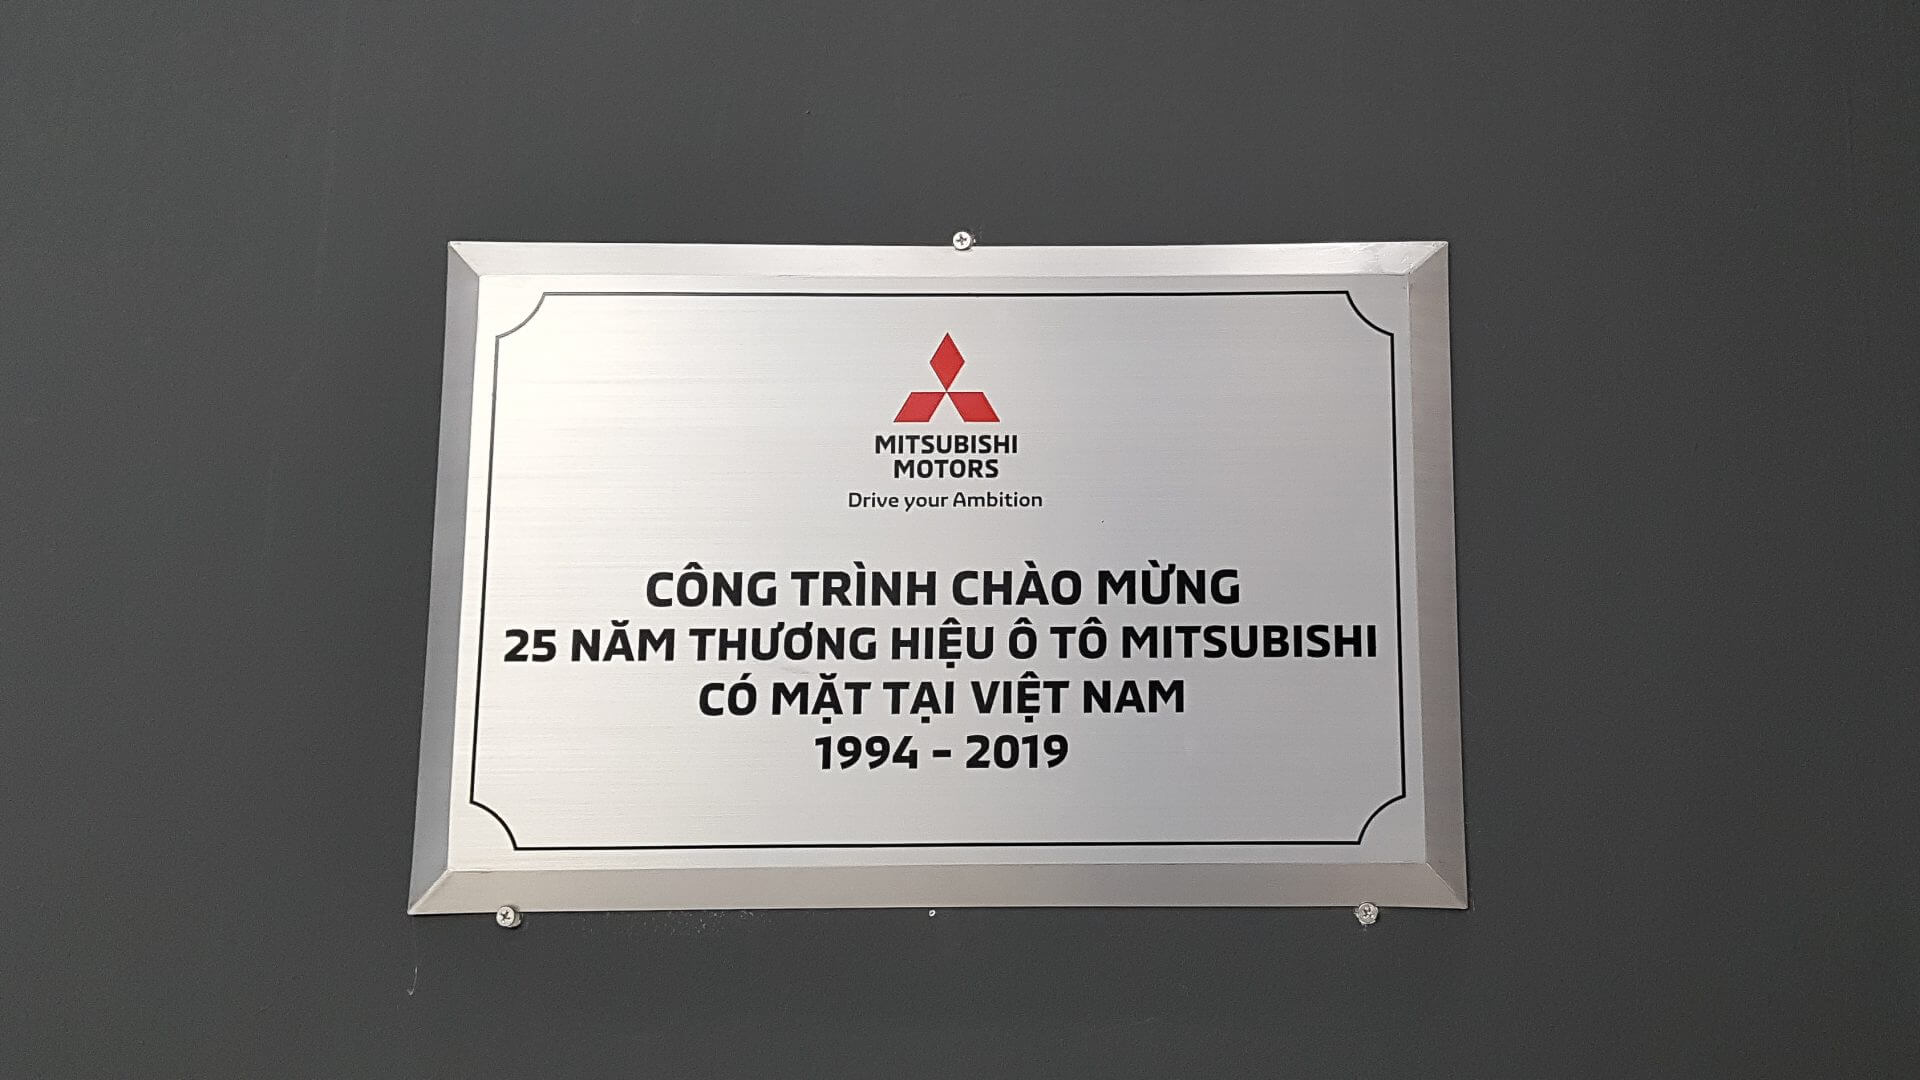 MITSUBISHI
MOTORS
Drive your Ambition
CÔNG TRÌNH CHÀO MỪNG
25 NĂM THƯƠNG HIỆU Ô TÔ MITSUBISHI
CÓ MẶT TẠI VIỆT NAM
1994 - 2019